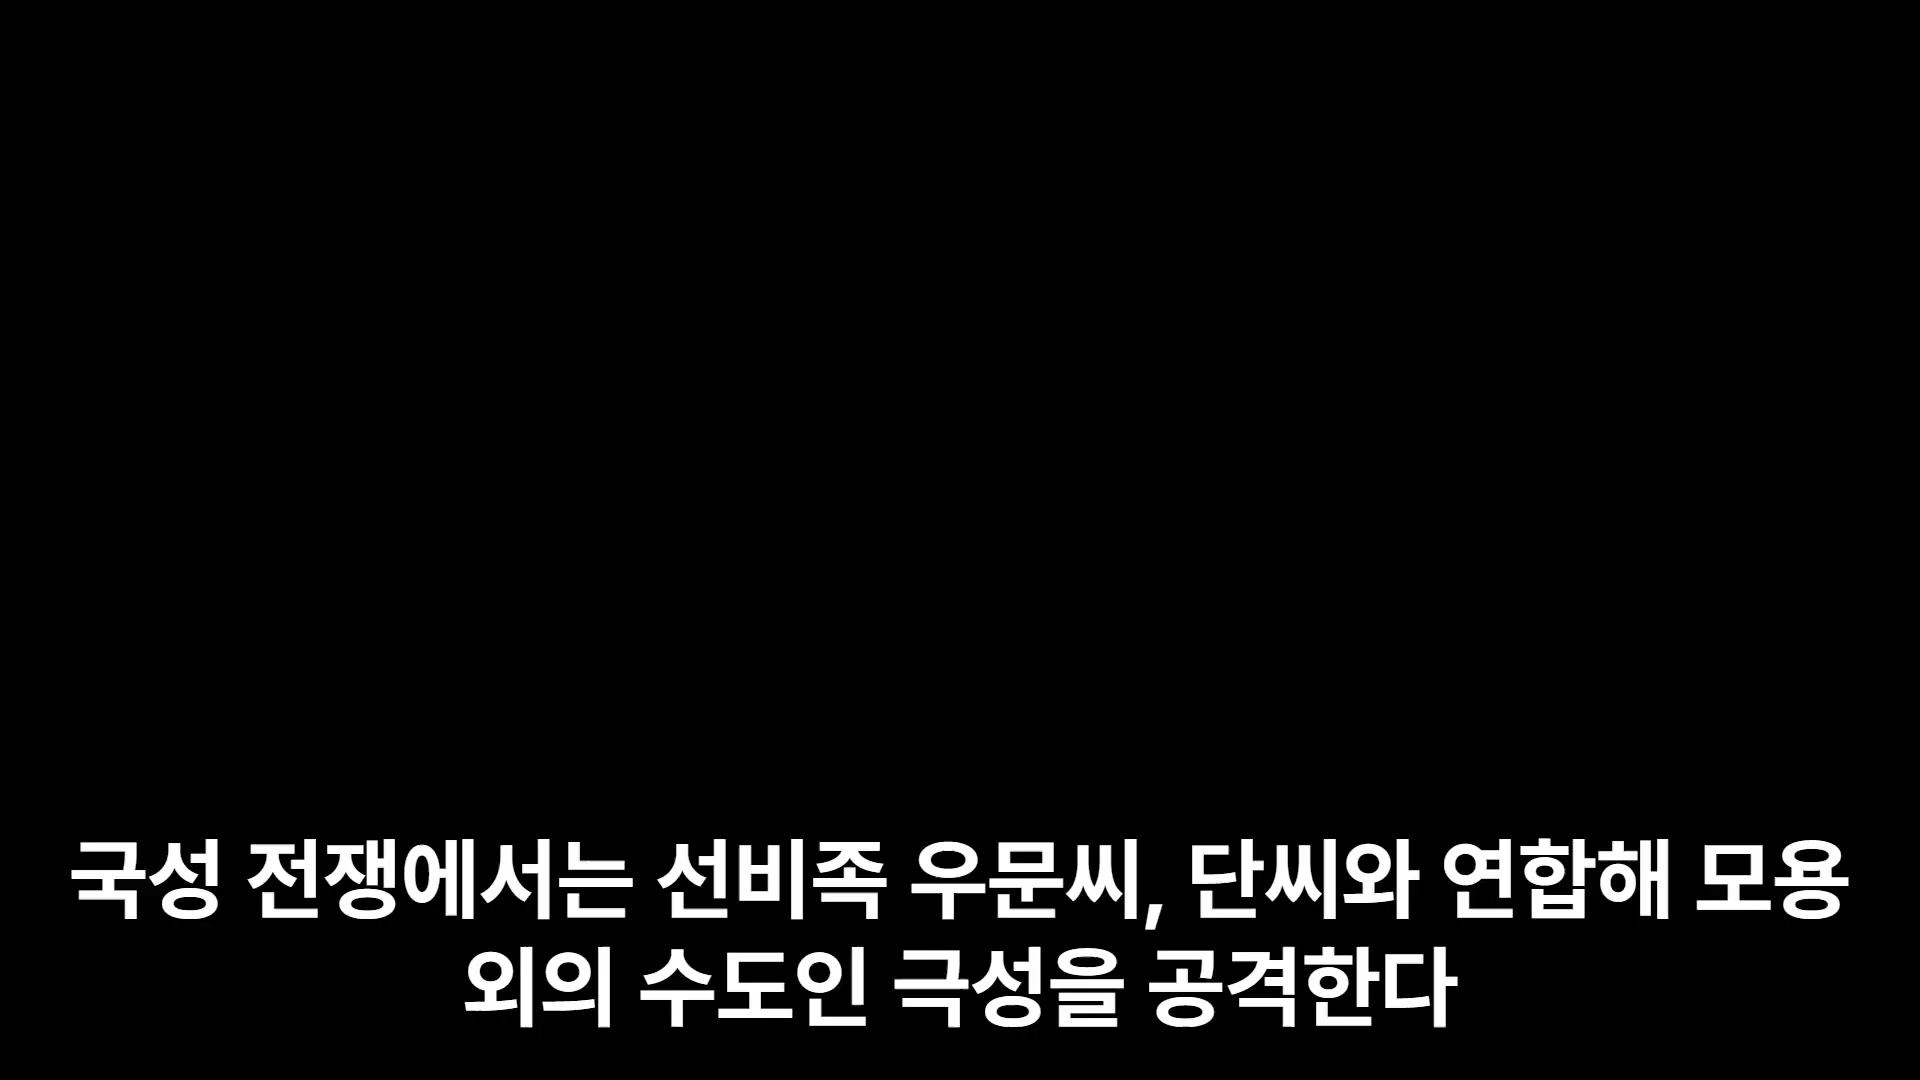 국성 전쟁에서는 선비족 우문씨, 단씨와 연합해 모용
외의 수도인 극성을 공격한다